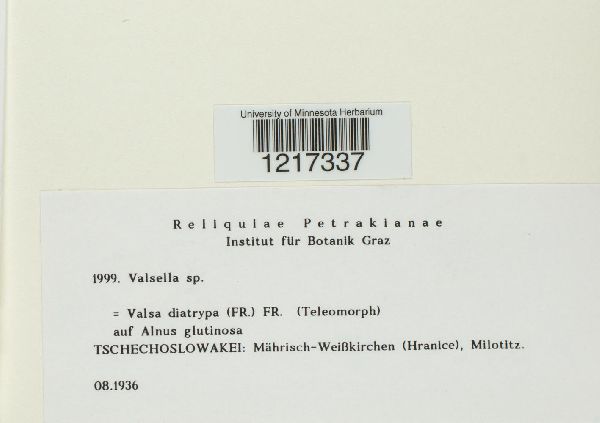 University of Minnesota Herbarium
1217337
Reliquiae Petrakianae
Institut für Botanik Graz
1999. Valsella sp.
= Valsa diatrypa (FR.) FR. (Teleomorph)
auf Alnus glutinosa
TSCHECHOSLOWAKEI: Mährisch-Weißkirchen (Hranice), Milotitz.
08.1936